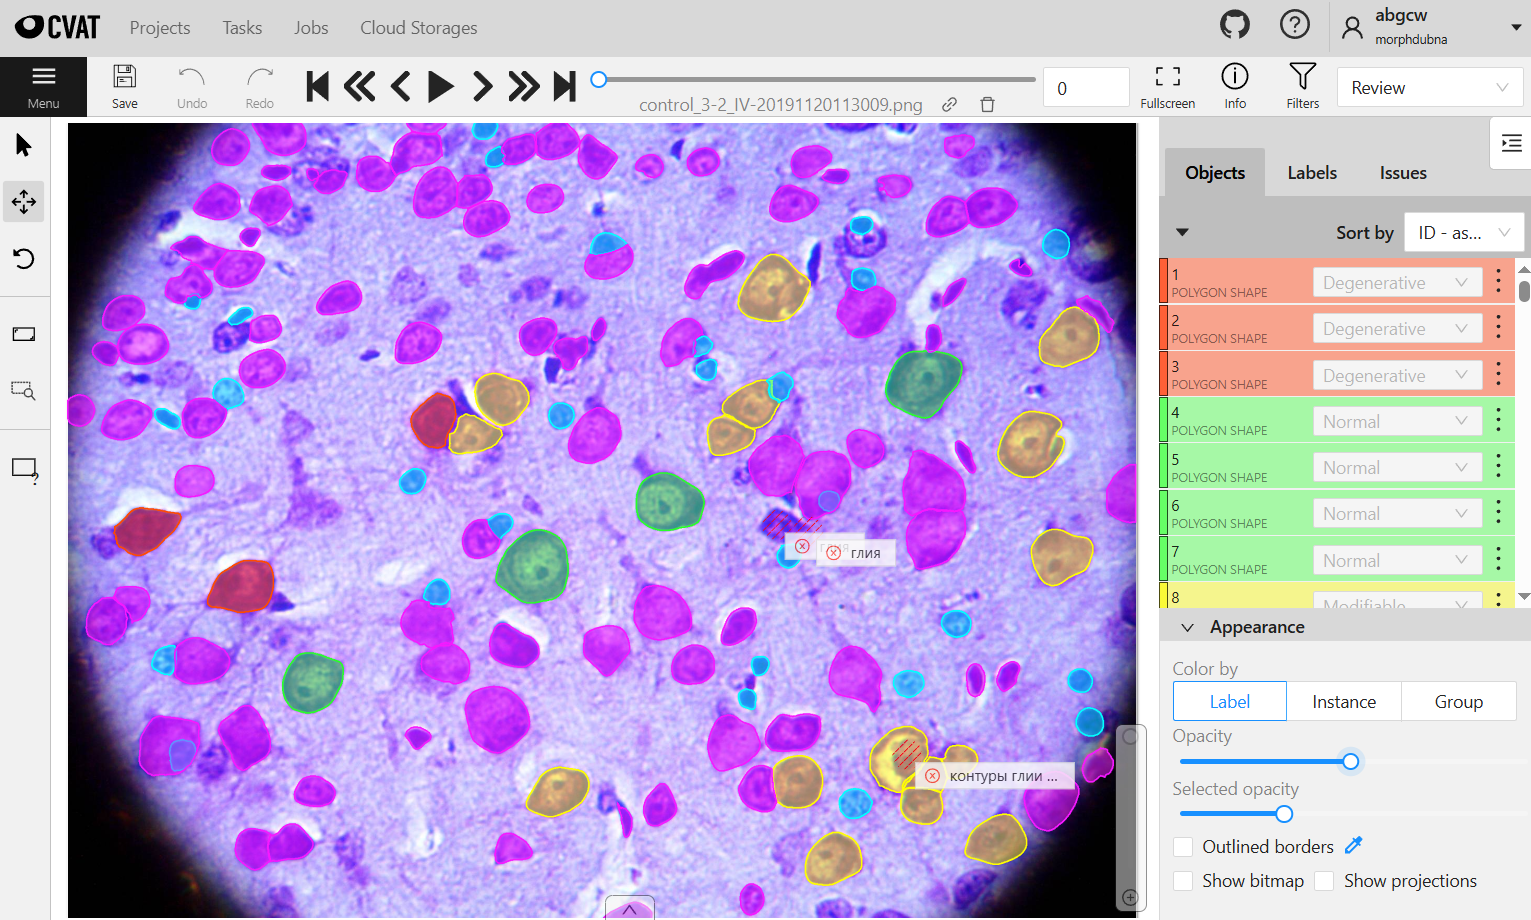 CVAT
Projects
Tasks
Jobs
Cloud Storages
abgcw
morphdubna
Menu
Save
Undo
Redo
control_3-2_IV-20191120113009.png
0
Fullscreen
Info
Filters
Review
Objects
Labels
Issues
Sort by
ID - as...
1
POLYGON SHAPE
Degenerative
2
POLYGON SHAPE
Degenerative
3
POLYGON SHAPE
Degenerative
4
POLYGON SHAPE
Normal
5
POLYGON SHAPE
Normal
6
POLYGON SHAPE
Normal
7
POLYGON SHAPE
Normal
8
Modifiable
глия
глия
контуры глии ...
Appearance
Color by
Label
Instance
Group
Opacity
Selected opacity
Outlined borders
Show bitmap
Show projections